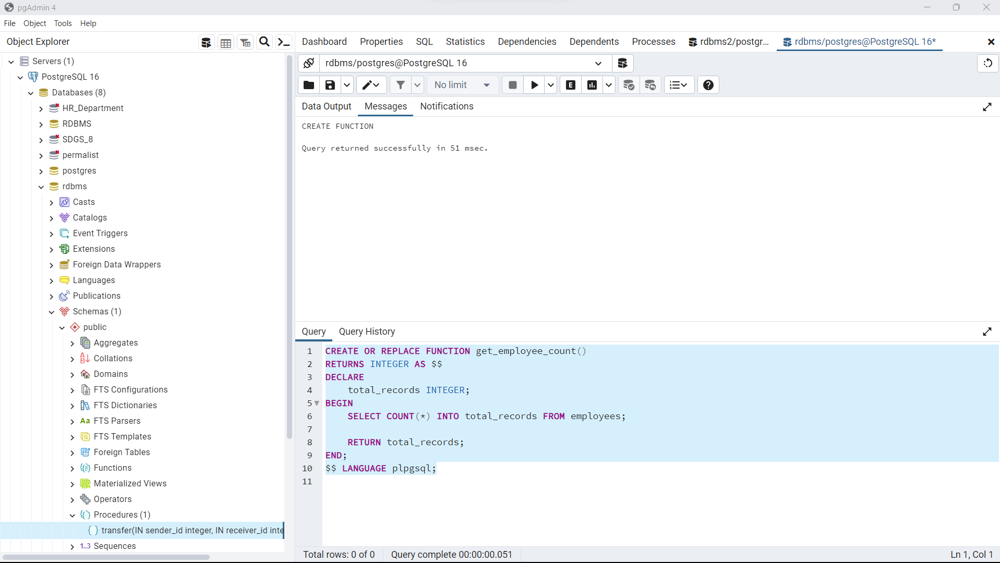 pgAdmin 4
File Object Tools Help
Object Explorer
Dashboard Properties SQL Statistics Dependencies Dependents Processes rdbms2/postgr... rdbms/postgres@PostgreSQL 16*
Servers (1)
PostgreSQL 16
Databases (8)
HR_Department
RDBMS
SDGS_8
permalist
postgres
rdbms
Casts
Catalogs
Event Triggers
Extensions
Foreign Data Wrappers
Languages
Publications
Schemas (1)
public
Aggregates
Collations
Domains
FTS Configurations
FTS Dictionaries
Aa FTS Parsers
FTS Templates
Foreign Tables
Functions
Materialized Views
Operators
Procedures (1)
transfer(IN sender_id integer, IN receiver_id inte
1..3 Sequences
rdbms/postgres@PostgreSQL 16
No limit
E
Data Output Messages Notifications
CREATE FUNCTION
Query returned successfully in 51 msec.
Query Query History
1 CREATE OR REPLACE FUNCTION get_employee_count()
2 RETURNS INTEGER AS $$
3 DECLARE
4 total_records INTEGER;
5 BEGIN
6 SELECT COUNT(*) INTO total_records FROM employees;
7
8 RETURN total_records;
9 END;
10 $$ LANGUAGE plpgsql;
11
Total rows: 0 of 0 Query complete 00:00:00.051 Ln 1, Col 1